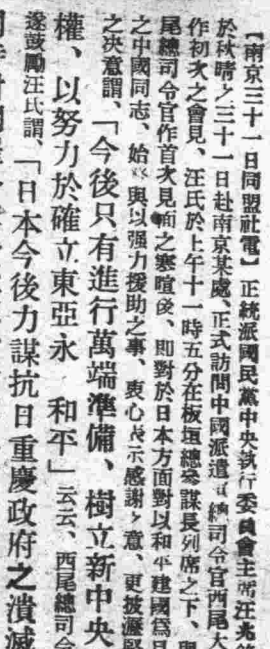 【南京三十一日同盟社電】正統派國民黨中央執行委員會主席汪兆銘
於秋晴之三十一日赴南京某處、正式訪問中國派遣 總司令官西尾大
作初次之會見、汪氏於上午十一時五分在板垣總參謀長列席之下、與
尾總司令官作首次見面之寒暄後、即對於日本方面對以和平建國為目
之中國同志、始 與以强力援助之事、衷心表示感謝之意、更披瀝堅
之决意謂、「今後只有進行萬端準備、樹立新中央
權、以努力於確立東亞永 和平」云云、西尾總司令
遂鼓勵汪氏謂、「日本今後力謀抗日重慶政府之潰滅